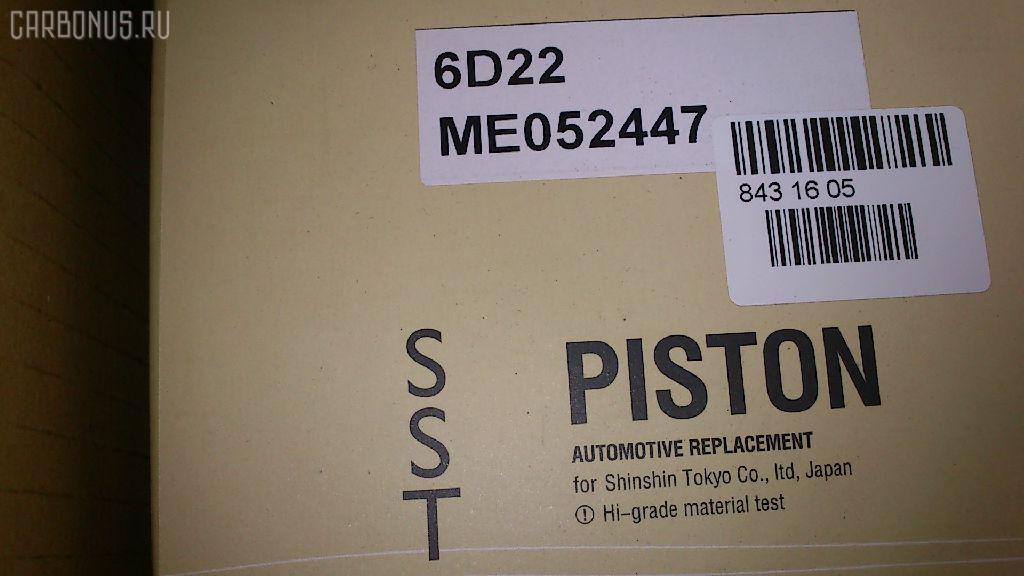 CARBONUS.RU
6D22
ME052447
843 16 05
SST
PISTON
AUTOMOTIVE REPLACEMENT
for Shinshin Tokyo Co., ltd, Japan
! Hi-grade material test